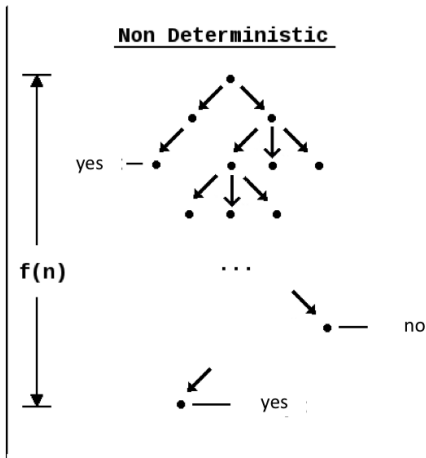 Non Deterministic
yes
f(n)
...
no
yes